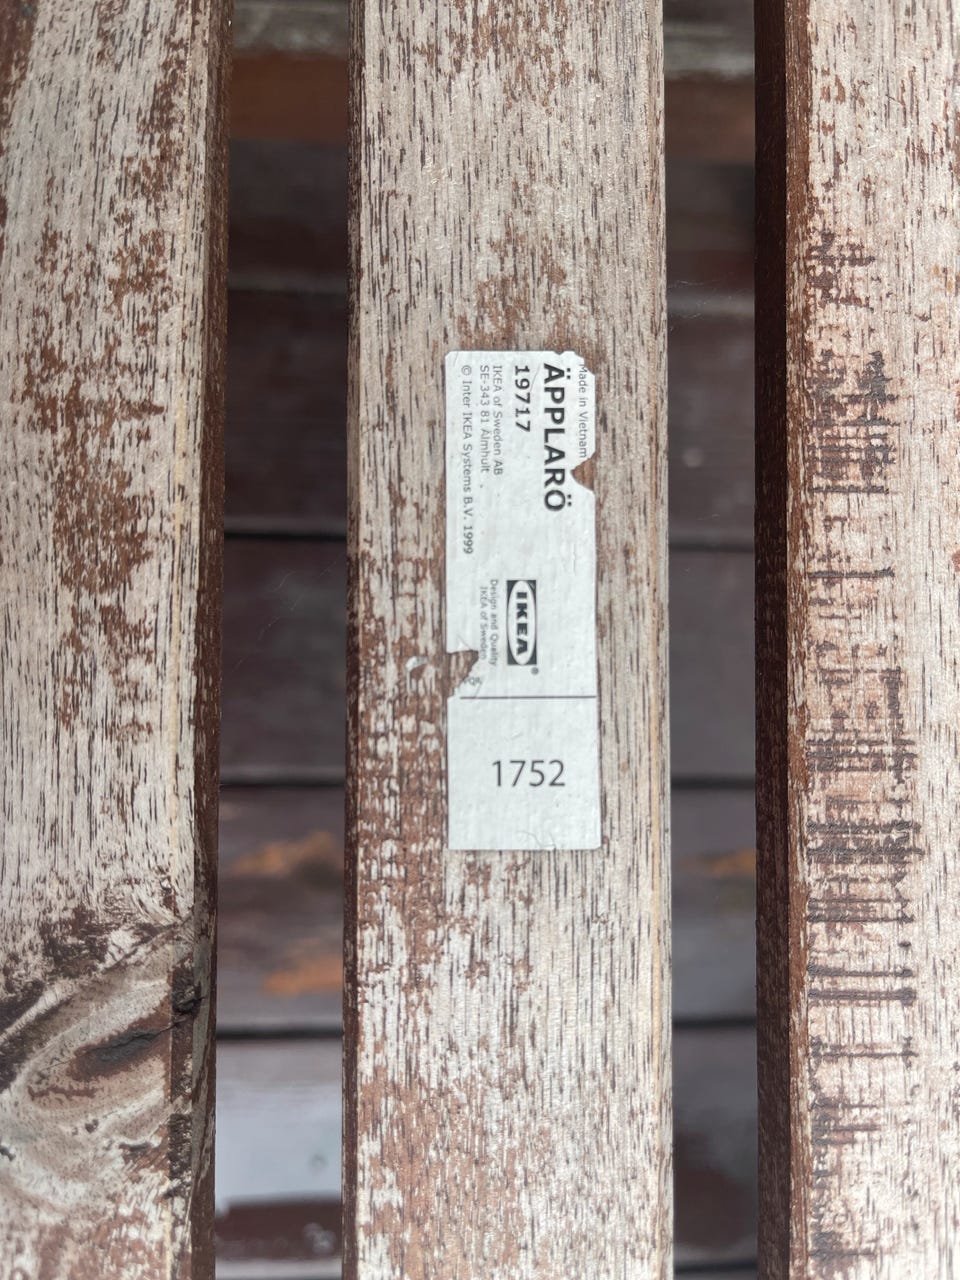 Made in Vietnam
ÄPPLARÖ
19717
IKEA of Sweden AB
SE-343 81 Älmhult
© Inter IKEA Systems B.V. 1999
IKEA®
Design and Quality
IKEA of Sweden
1752